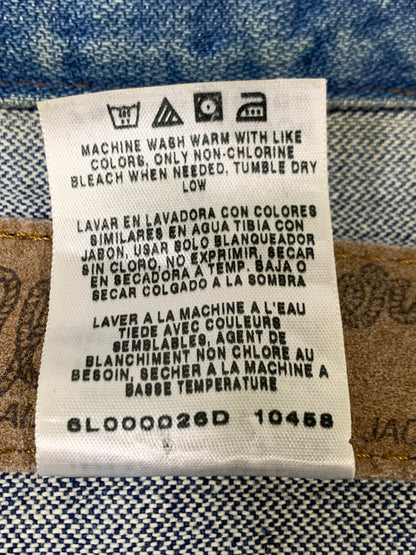 MACHINE WASH WARM WITH LIKE
COLORS, ONLY NON-CHLORINE
BLEACH WHEN NEEDED, TUMBLE DRY
LOW
LAVAR EN LAVADORA CON COLORES
SIMILARES EN AGUA TIBIA CON
JABON, USAR SOLO BLANQUEADOR
SIN CLORO, NO EXPRIMIR, SECAR
EN SECADORA A TEMP. BAJA O
SECAR COLGADO A LA SOMBRA
LAVER A LA MACHINE A L'EAU
TIEDE AVEC COULEURS
SEMBLABLES, AGENT DE
BLANCHIMENT NON CHLORE AU
BESOIN, SECHER A LA MACHINE A
BASSE TEMPERATURE
6L000026D 10458